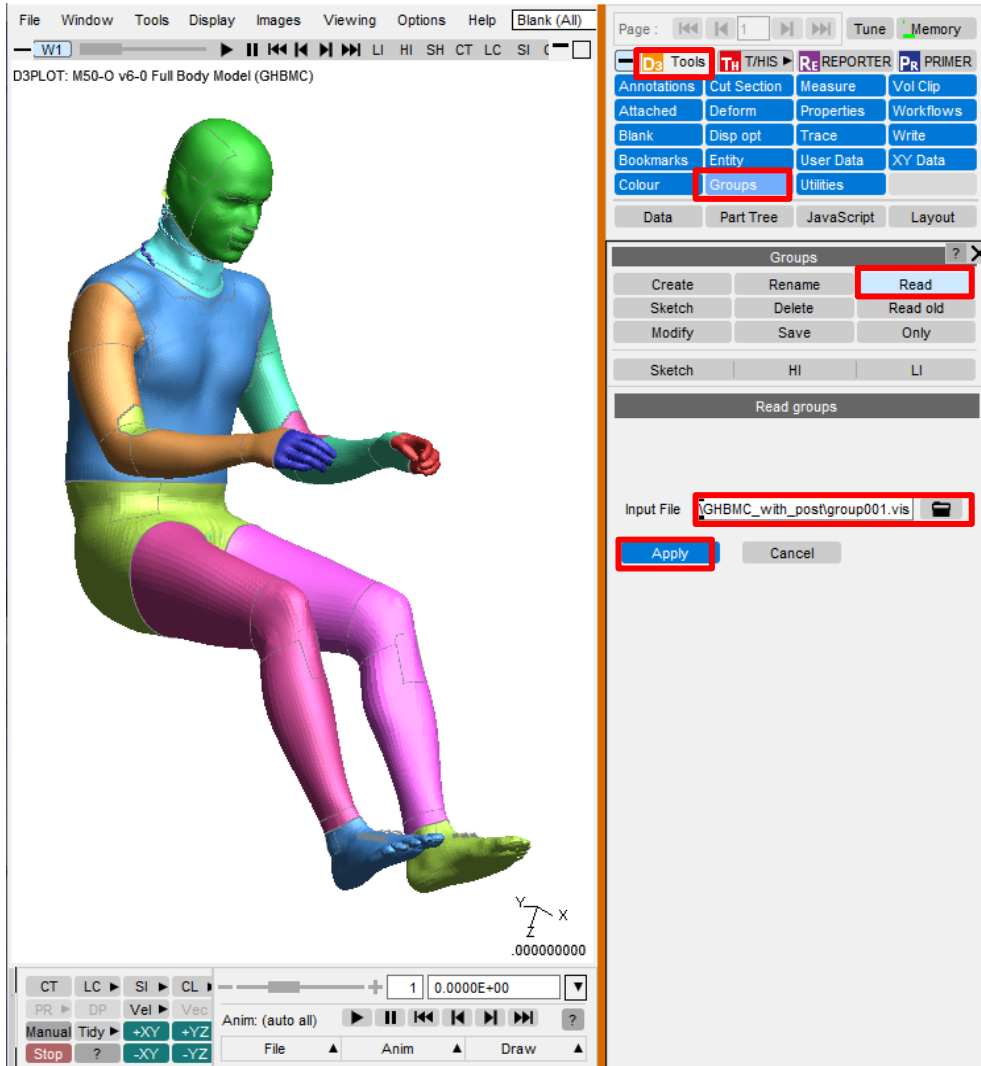 File Window Tools Display Images Viewing Options Help Blank (All)
W1 LI HI SH CT LC SI
D3PLOT: M50-O v6-0 Full Body Model (GHBMC)
Y X
Z
.000000000
CT LC SI CL
PR DP Vel Vec
Manual Tidy +XY +YZ
Stop ? -XY -YZ
1 0.0000E+00
Anim: (auto all) ?
File Anim Draw
Page : 1 Tune Memory
D3 Tools TH T/HIS RE REPORTER PR PRIMER
Annotations Cut Section Measure Vol Clip
Attached Deform Properties Workflows
Blank Disp opt Trace Write
Bookmarks Entity User Data XY Data
Colour Groups Utilities
Data Part Tree JavaScript Layout
Groups ? X
Create Rename Read
Sketch Delete Read old
Modify Save Only
Sketch HI LI
Read groups
Input File \GHBMC_with_post\group001.vis
Apply Cancel